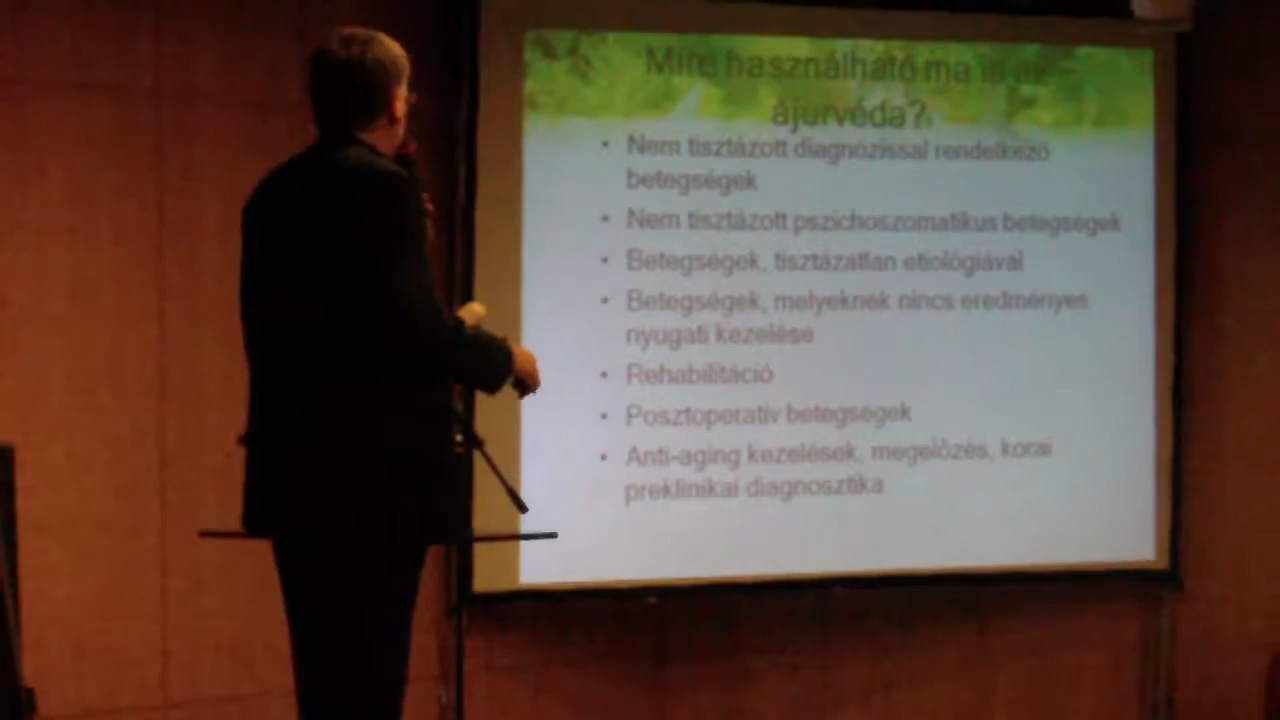 Mire használható ma is az
ájurvéda?
• Nem tisztázott diagnózissal rendelkező
betegségek
• Nem tisztázott pszichoszomatikus betegségek
• Betegségek, tisztázatlan etiológiával
• Betegségek, melyeknek nincs eredményes
nyugati kezelése
• Rehabilitáció
• Posztoperatív betegségek
• Anti-aging kezelések, megelőzés, korai
preklinikai diagnosztika